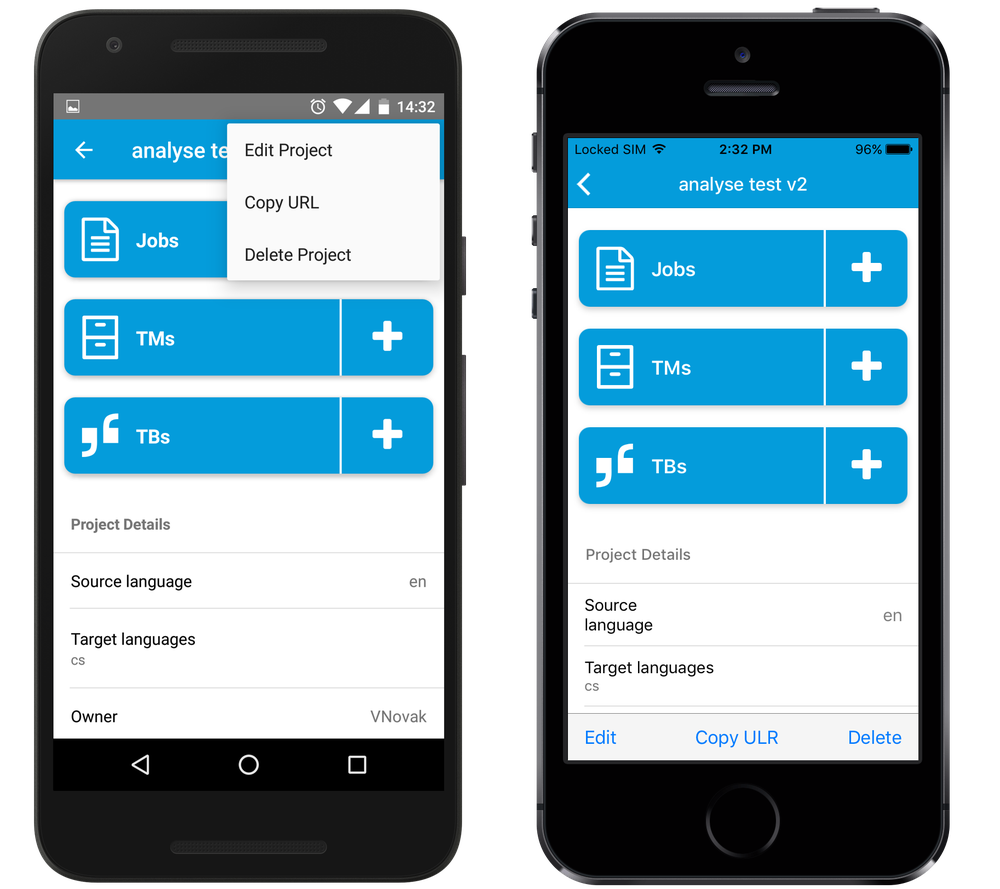 14:32
analyse te
Edit Project
Copy URL
Delete Project
Jobs
TMs
TBs
Project Details
Source language en
Target languages
cs
Owner VNovak
Locked SIM 2:32 PM 96%
analyse test v2
Jobs
TMs
TBs
Project Details
Source
language en
Target languages
cs
Edit Copy ULR Delete